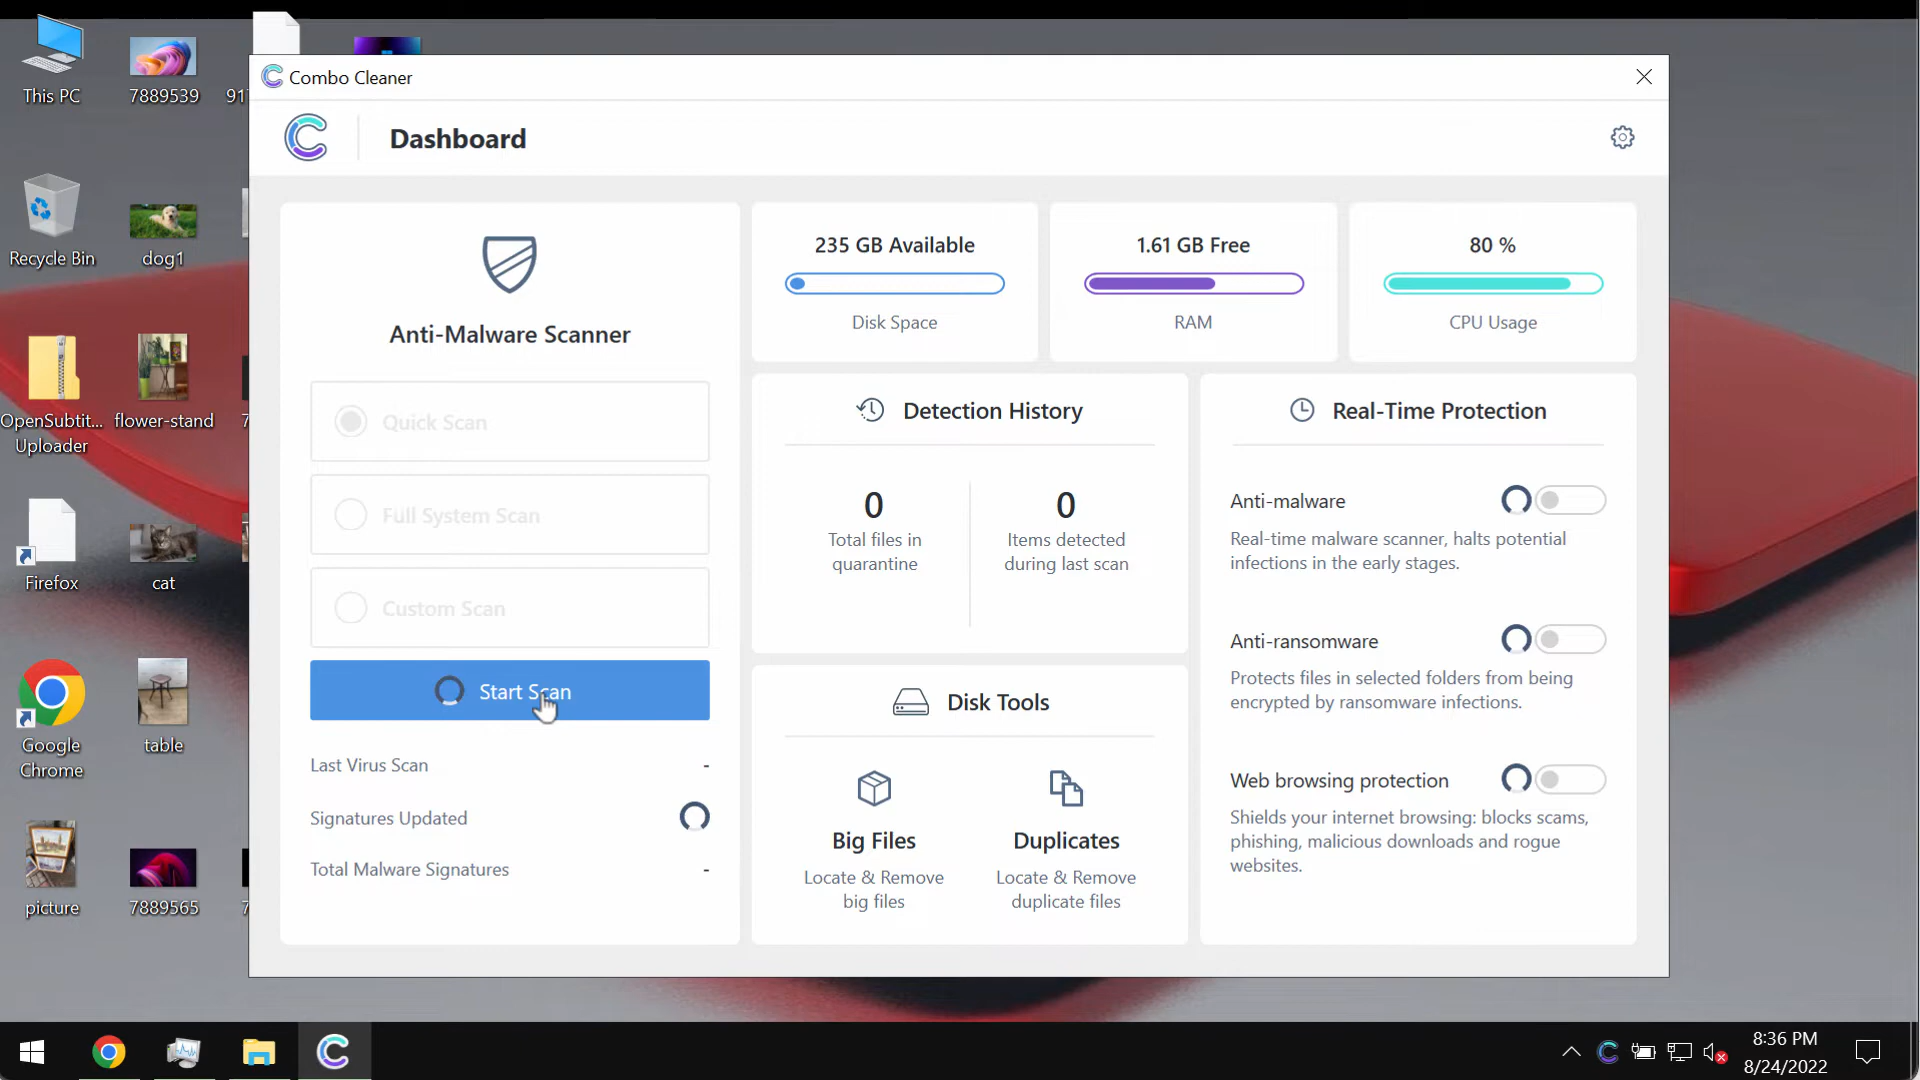 This PC
7889539
Recycle Bin
dog1
OpenSubtit...
Uploader
flower-stand
Firefox
cat
Google
Chrome
table
picture
7889565
Combo Cleaner
Dashboard
Anti-Malware Scanner
Quick Scan
Full System Scan
Custom Scan
Start Scan
Last Virus Scan -
Signatures Updated
Total Malware Signatures -
235 GB Available
Disk Space
1.61 GB Free
RAM
80 %
CPU Usage
Detection History
0
Total files in
quarantine
0
Items detected
during last scan
Disk Tools
Big Files
Locate & Remove
big files
Duplicates
Locate & Remove
duplicate files
Real-Time Protection
Anti-malware
Real-time malware scanner, halts potential
infections in the early stages.
Anti-ransomware
Protects files in selected folders from being
encrypted by ransomware infections.
Web browsing protection
Shields your internet browsing: blocks scams,
phishing, malicious downloads and rogue
websites.
8:36 PM
8/24/2022